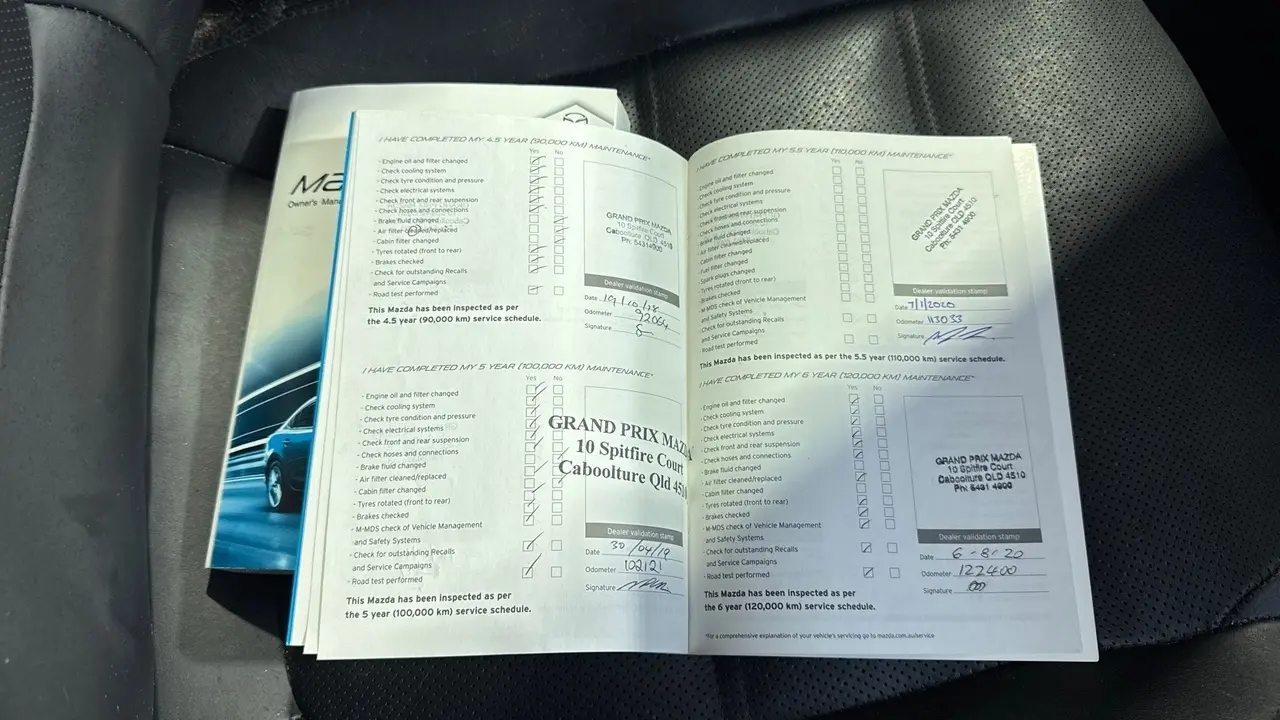 Ma
Owner's Man
I HAVE COMPLETED MY 4.5 YEAR (90,000 KM) MAINTENANCE*
Yes No
- Engine oil and filter changed
- Check cooling system
- Check tyre condition and pressure
- Check electrical systems
- Check front and rear suspension
- Check hoses and connections
- Brake fluid changed
- Air filter cleaned/replaced
- Cabin filter changed
- Tyres rotated (front to rear)
- Brakes checked
- Check for outstanding Recalls
and Service Campaigns
- Road test performed
This Mazda has been inspected as per
the 4.5 year (90,000 km) service schedule.
GRAND PRIX MAZDA
10 Spitfire Court
Caboolture QLD 4510
Ph: 5431 4900
Dealer validation stamp
Date 19/10/18
Odometer 92064
Signature
I HAVE COMPLETED MY 5 YEAR (100,000 KM) MAINTENANCE*
Yes No
- Engine oil and filter changed
- Check cooling system
- Check tyre condition and pressure
- Check electrical systems
- Check front and rear suspension
- Check hoses and connections
- Brake fluid changed
- Air filter cleaned/replaced
- Cabin filter changed
- Tyres rotated (front to rear)
- Brakes checked
- M-MDS check of Vehicle Management
and Safety Systems
- Check for outstanding Recalls
and Service Campaigns
- Road test performed
This Mazda has been inspected as per
the 5 year (100,000 km) service schedule.
GRAND PRIX MAZDA
10 Spitfire Court
Caboolture Qld 4510
Dealer validation stamp
Date 30/04/19
Odometer 102121
Signature
I HAVE COMPLETED MY 5.5 YEAR (110,000 KM) MAINTENANCE*
Yes No
- Engine oil and filter changed
- Check cooling system
- Check tyre condition and pressure
- Check electrical systems
- Check front and rear suspension
- Check hoses and connections
- Brake fluid changed
- Air filter cleaned/replaced
- Cabin filter changed
- Fuel filter changed
- Spark plugs changed
- Tyres rotated (front to rear)
- Brakes checked
- M-MDS check of Vehicle Management
and Safety Systems
- Check for outstanding Recalls
and Service Campaigns
- Road test performed
This Mazda has been inspected as per the 5.5 year (110,000 km) service schedule.
GRAND PRIX MAZDA
10 Spitfire Court
Caboolture QLD 4510
Ph: 5431 4900
Dealer validation stamp
Date 7/1/2020
Odometer 113033
Signature
I HAVE COMPLETED MY 6 YEAR (120,000 KM) MAINTENANCE*
Yes No
- Engine oil and filter changed
- Check cooling system
- Check tyre condition and pressure
- Check electrical systems
- Check front and rear suspension
- Check hoses and connections
- Brake fluid changed
- Air filter cleaned/replaced
- Cabin filter changed
- Tyres rotated (front to rear)
- Brakes checked
- M-MDS check of Vehicle Management
and Safety Systems
- Check for outstanding Recalls
and Service Campaigns
- Road test performed
This Mazda has been inspected as per
the 6 year (120,000 km) service schedule.
GRAND PRIX MAZDA
10 Spitfire Court
Caboolture QLD 4510
Ph: 5431 4900
Dealer validation stamp
Date 6-8-20
Odometer 122400
Signature
*For a comprehensive explanation of your vehicle's servicing go to mazda.com.au/service